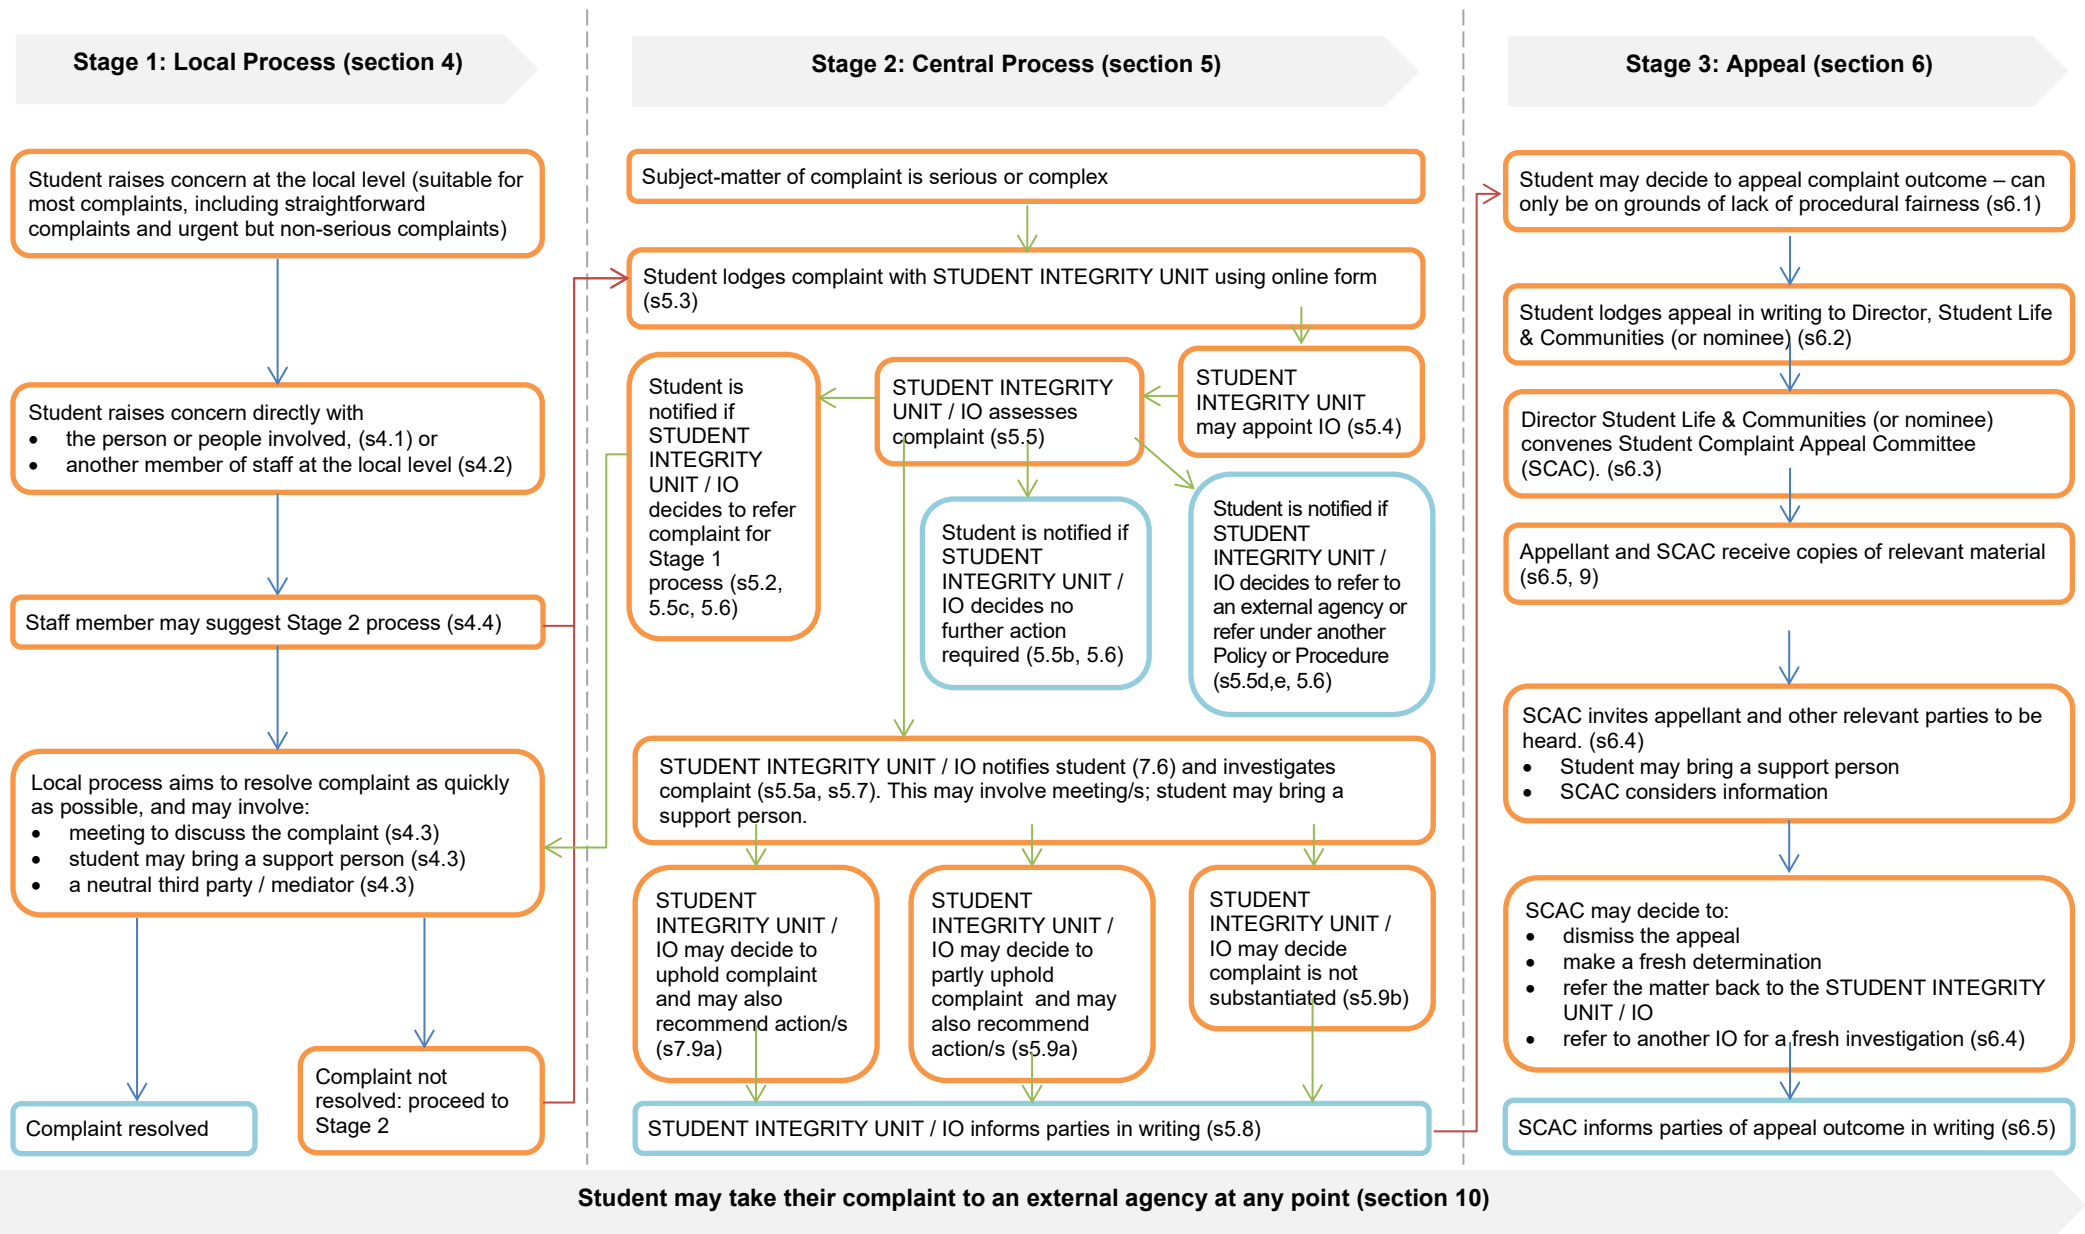 Stage 1: Local Process (section 4)
Student raises concern at the local level (suitable for
most complaints, including straightforward
complaints and urgent but non-serious complaints)
Student raises concern directly with
• the person or people involved, (s4.1) or
• another member of staff at the local level (s4.2)
Staff member may suggest Stage 2 process (s4.4)
Local process aims to resolve complaint as quickly
as possible, and may involve:
• meeting to discuss the complaint (s4.3)
• student may bring a support person (s4.3)
• a neutral third party / mediator (s4.3)
Complaint resolved
Complaint not
resolved: proceed to
Stage 2
Stage 2: Central Process (section 5)
Subject-matter of complaint is serious or complex
Student lodges complaint with STUDENT INTEGRITY UNIT using online form
(s5.3)
STUDENT
INTEGRITY UNIT
may appoint IO (s5.4)
STUDENT INTEGRITY
UNIT / IO assesses
complaint (s5.5)
Student is
notified if
STUDENT
INTEGRITY
UNIT / IO
decides to refer
complaint for
Stage 1
process (s5.2,
5.5c, 5.6)
Student is notified if
STUDENT
INTEGRITY UNIT /
IO decides no
further action
required (5.5b, 5.6)
Student is notified if
STUDENT
INTEGRITY UNIT /
IO decides to refer to
an external agency or
refer under another
Policy or Procedure
(s5.5d,e, 5.6)
STUDENT INTEGRITY UNIT / IO notifies student (7.6) and investigates
complaint (s5.5a, s5.7). This may involve meeting/s; student may bring a
support person.
STUDENT
INTEGRITY UNIT /
IO may decide to
uphold complaint
and may also
recommend action/s
(s7.9a)
STUDENT
INTEGRITY UNIT /
IO may decide to
partly uphold
complaint  and may
also recommend
action/s (s5.9a)
STUDENT
INTEGRITY UNIT /
IO may decide
complaint is not
substantiated (s5.9b)
STUDENT INTEGRITY UNIT / IO informs parties in writing (s5.8)
Stage 3: Appeal (section 6)
Student may decide to appeal complaint outcome – can
only be on grounds of lack of procedural fairness (s6.1)
Student lodges appeal in writing to Director, Student Life
& Communities (or nominee) (s6.2)
Director Student Life & Communities (or nominee)
convenes Student Complaint Appeal Committee
(SCAC). (s6.3)
Appellant and SCAC receive copies of relevant material
(s6.5, 9)
SCAC invites appellant and other relevant parties to be
heard. (s6.4)
• Student may bring a support person
• SCAC considers information
SCAC may decide to:
• dismiss the appeal
• make a fresh determination
• refer the matter back to the STUDENT INTEGRITY
UNIT / IO
• refer to another IO for a fresh investigation (s6.4)
SCAC informs parties of appeal outcome in writing (s6.5)
Student may take their complaint to an external agency at any point (section 10)